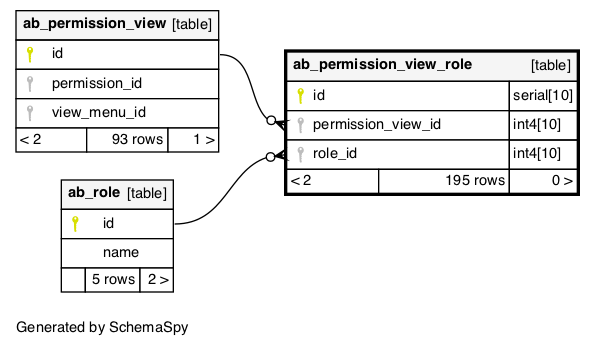 ab_permission_view [table]
id
permission_id
view_menu_id
< 2 93 rows 1 >
ab_permission_view_role [table]
id serial[10]
permission_view_id int4[10]
role_id int4[10]
< 2 195 rows 0 >
ab_role [table]
id
name
5 rows 2 >
Generated by SchemaSpy